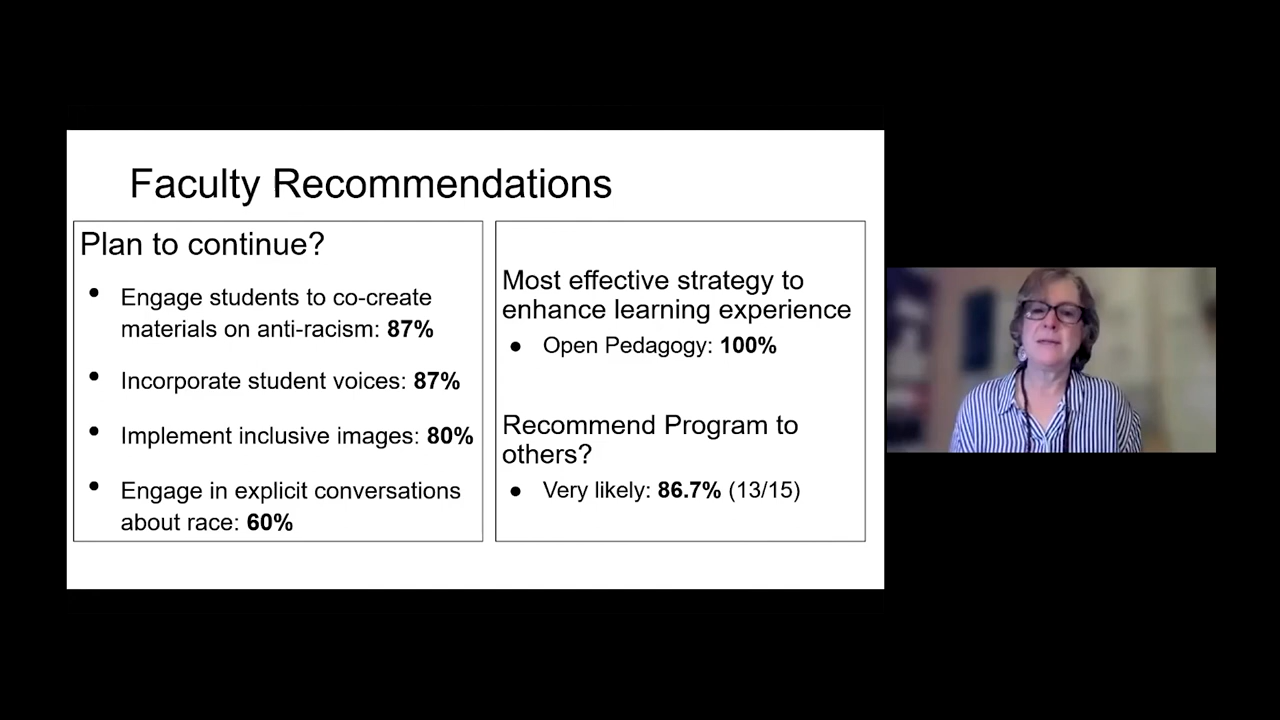 Faculty Recommendations
Plan to continue?
• Engage students to co-create
materials on anti-racism: 87%
• Incorporate student voices: 87%
• Implement inclusive images: 80%
• Engage in explicit conversations
about race: 60%
Most effective strategy to
enhance learning experience
● Open Pedagogy: 100%
Recommend Program to
others?
● Very likely: 86.7% (13/15)